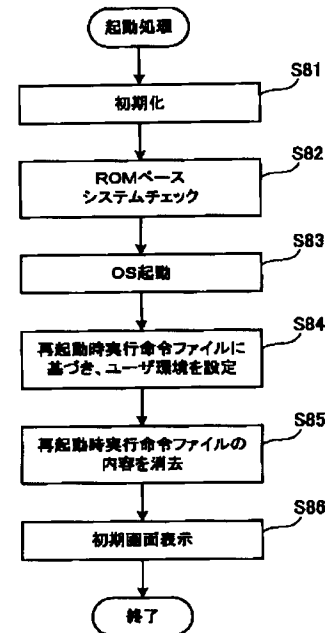 起動処理
S81
初期化
S82
ROMベース
システムチェック
S83
OS起動
S84
再起動時実行命令ファイルに
基づき、ユーザ環境を設定
S85
再起動時実行命令ファイルの
内容を消去
S86
初期画面表示
終了